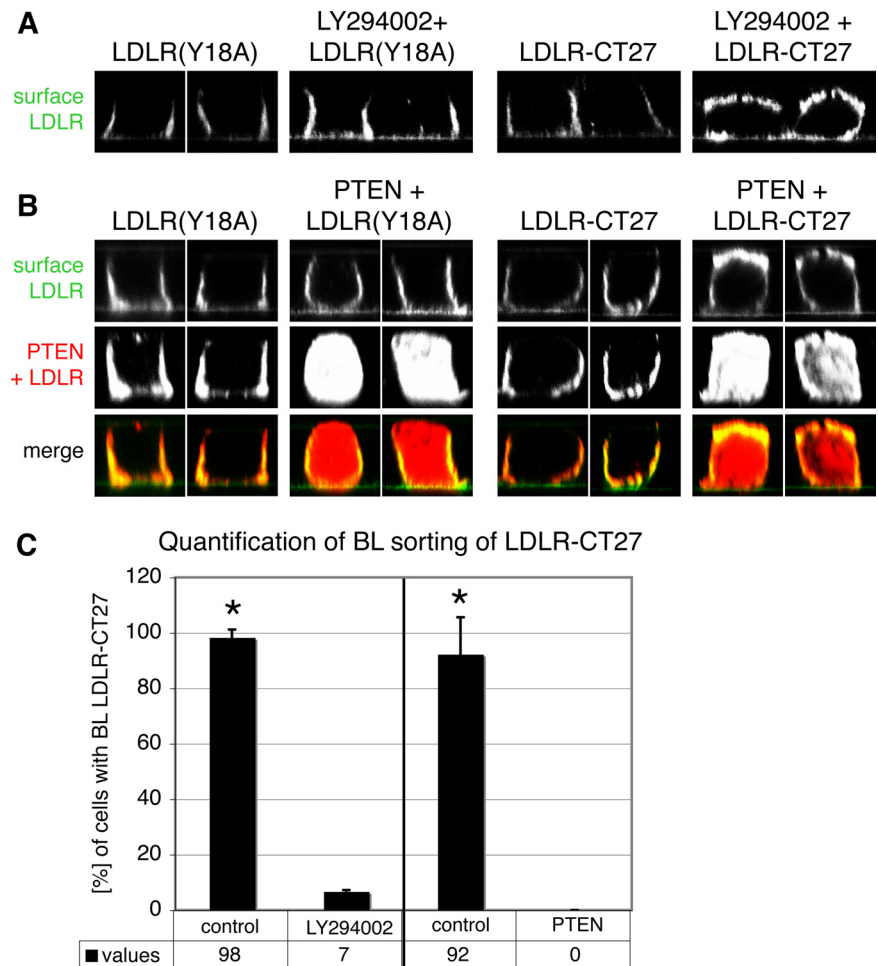 A
LDLR(Y18A)
LY294002+
LDLR(Y18A)
LDLR-CT27
LY294002 +
LDLR-CT27
surface
LDLR
B
LDLR(Y18A)
PTEN +
LDLR(Y18A)
LDLR-CT27
PTEN +
LDLR-CT27
surface
LDLR
PTEN
+ LDLR
merge
C
Quantification of BL sorting of LDLR-CT27
[%] of cells with BL LDLR-CT27
120
100
80
60
40
20
0
*
*
control LY294002 control PTEN
values 98 7 92 0